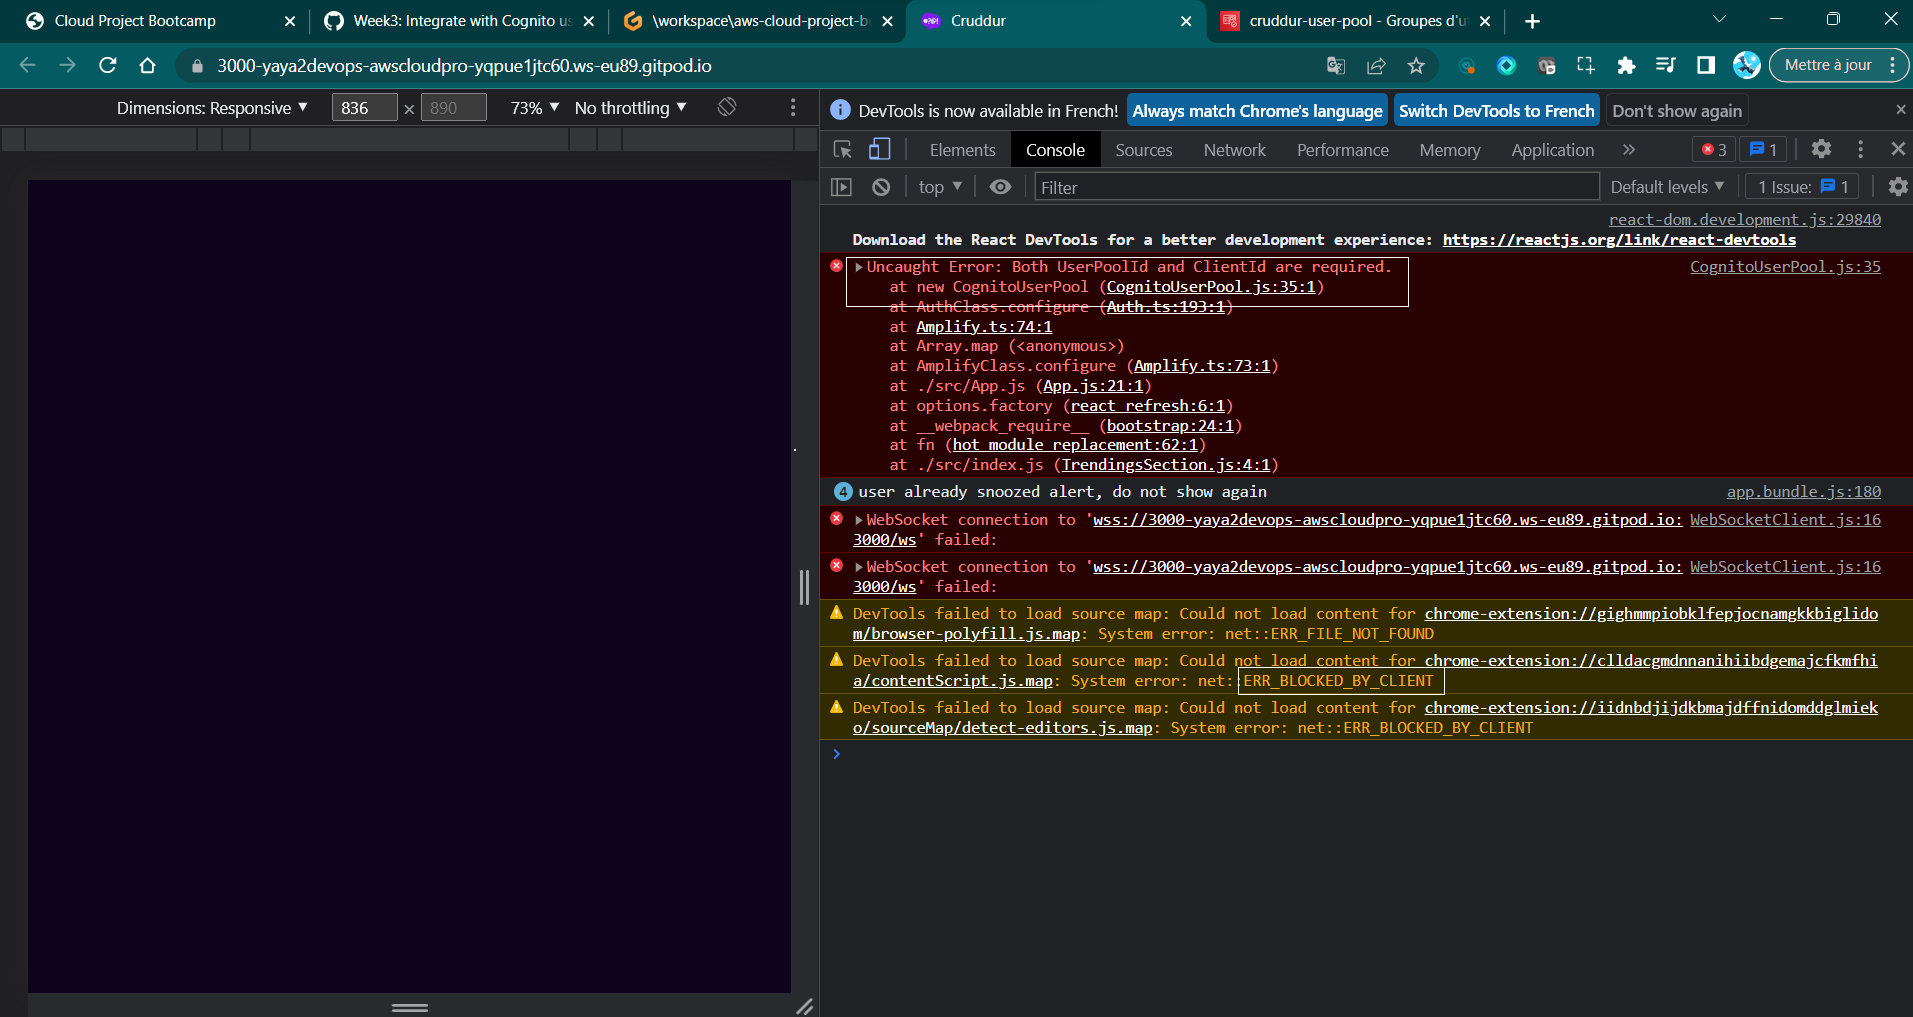 Cloud Project Bootcamp
Week3: Integrate with Cognito us
\workspace\aws-cloud-project-b
Cruddur
cruddur-user-pool - Groupes d'u
3000-yaya2devops-awscloudpro-yqpue1jtc60.ws-eu89.gitpod.io
Mettre à jour
Dimensions: Responsive ▼ 836 × 890 73% ▼ No throttling ▼
DevTools is now available in French! Always match Chrome's language Switch DevTools to French Don't show again
Elements Console Sources Network Performance Memory Application » 3 1
top ▼ Filter Default levels ▼ 1 Issue: 1
react-dom.development.js:29840
Download the React DevTools for a better development experience: https://reactjs.org/link/react-devtools
Uncaught Error: Both UserPoolId and ClientId are required. CognitoUserPool.js:35
at new CognitoUserPool (CognitoUserPool.js:35:1)
at AuthClass.configure (Auth.ts:193:1)
at Amplify.ts:74:1
at Array.map (<anonymous>)
at AmplifyClass.configure (Amplify.ts:73:1)
at ./src/App.js (App.js:21:1)
at options.factory (react refresh:6:1)
at __webpack_require__ (bootstrap:24:1)
at fn (hot module replacement:62:1)
at ./src/index.js (TrendingsSection.js:4:1)
4 user already snoozed alert, do not show again app.bundle.js:180
WebSocket connection to 'wss://3000-yaya2devops-awscloudpro-yqpue1jtc60.ws-eu89.gitpod.io: WebSocketClient.js:16
3000/ws' failed:
WebSocket connection to 'wss://3000-yaya2devops-awscloudpro-yqpue1jtc60.ws-eu89.gitpod.io: WebSocketClient.js:16
3000/ws' failed:
DevTools failed to load source map: Could not load content for chrome-extension://gighmmpiobklfepjocnamgkkbiglido
m/browser-polyfill.js.map: System error: net::ERR_FILE_NOT_FOUND
DevTools failed to load source map: Could not load content for chrome-extension://clldacgmdnnanihiibdgemajcfkmfhi
a/contentScript.js.map: System error: net::ERR_BLOCKED_BY_CLIENT
DevTools failed to load source map: Could not load content for chrome-extension://iidnbdjijdkbmajdffnidomddglmiek
o/sourceMap/detect-editors.js.map: System error: net::ERR_BLOCKED_BY_CLIENT